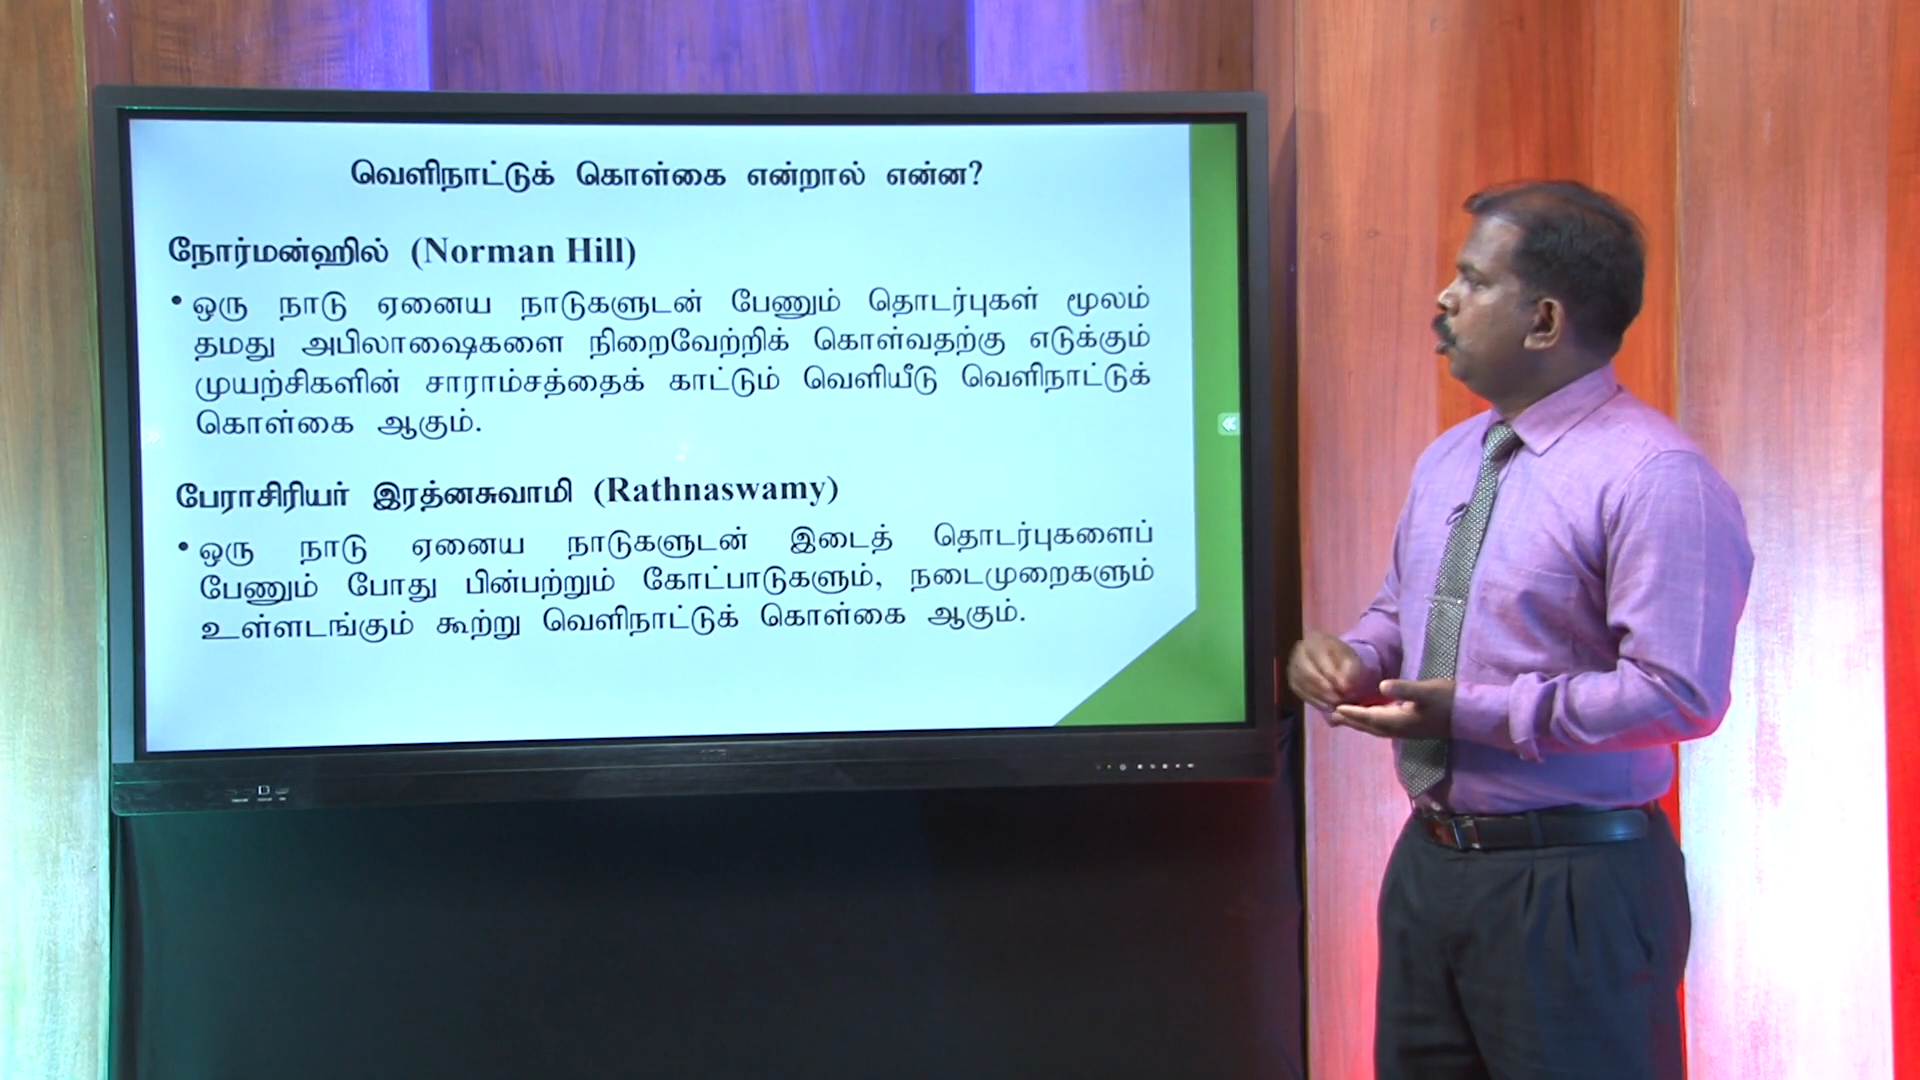 வெளிநாட்டுக் கொள்கை என்றால் என்ன?
நோர்மன்ஹில் (Norman Hill)
• ஒரு நாடு ஏனைய நாடுகளுடன் பேணும் தொடர்புகள் மூலம்
தமது அபிலாஷைகளை நிறைவேற்றிக் கொள்வதற்கு எடுக்கும்
முயற்சிகளின் சாராம்சத்தைக் காட்டும் வெளியீடு வெளிநாட்டுக்
கொள்கை ஆகும்.
பேராசிரியர் இரத்னசுவாமி (Rathnaswamy)
• ஒரு நாடு ஏனைய நாடுகளுடன் இடைத் தொடர்புகளைப்
பேணும் போது பின்பற்றும் கோட்பாடுகளும், நடைமுறைகளும்
உள்ளடங்கும் கூற்று வெளிநாட்டுக் கொள்கை ஆகும்.